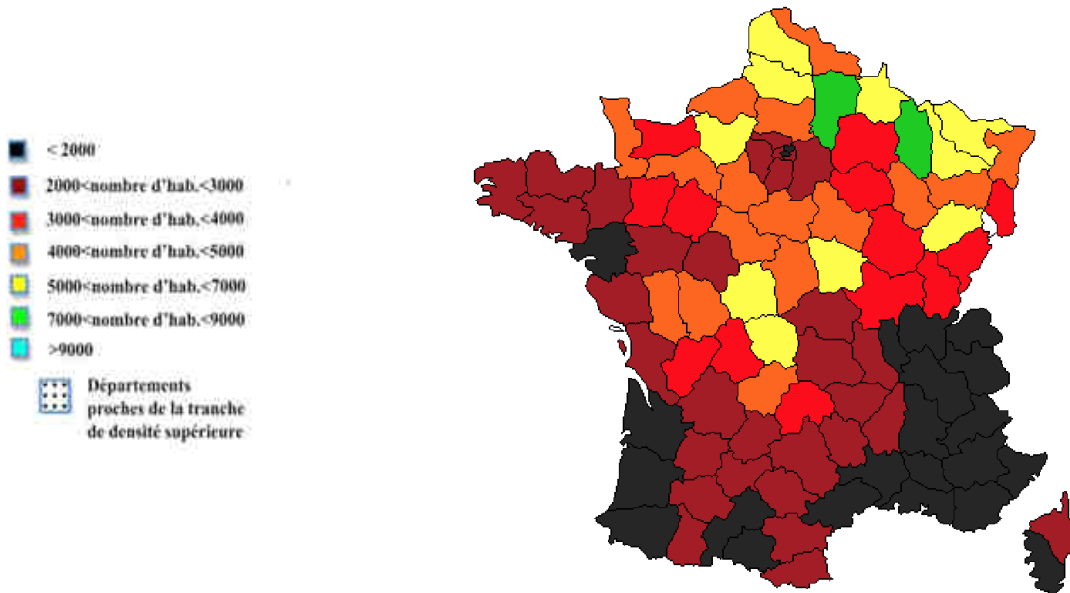 < 2000
2000<nombre d'hab.<3000
3000<nombre d'hab.<4000
4000<nombre d'hab.<5000
5000<nombre d'hab.<7000
7000<nombre d'hab.<9000
>9000
Départements
proches de la tranche
de densité supérieure